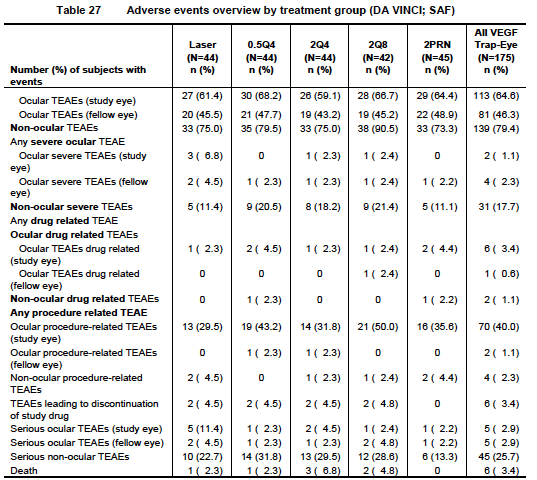 Table 27 Adverse events overview by treatment group (DA VINCI; SAF)
Number (%) of subjects with events Laser (N=44) n (%) 0.5Q4 (N=44) n (%) 2Q4 (N=44) n (%) 2Q8 (N=42) n (%) 2PRN (N=45) n (%) All VEGF Trap-Eye (N=175) n (%)
Ocular TEAEs (study eye) 27 (61.4) 30 (68.2) 26 (59.1) 28 (66.7) 29 (64.4) 113 (64.6)
Ocular TEAEs (fellow eye) 20 (45.5) 21 (47.7) 19 (43.2) 19 (45.2) 22 (48.9) 81 (46.3)
Non-ocular TEAEs 33 (75.0) 35 (79.5) 33 (75.0) 38 (90.5) 33 (73.3) 139 (79.4)
Any severe ocular TEAE
Ocular severe TEAEs (study eye) 3 ( 6.8) 0 1 ( 2.3) 1 ( 2.4) 0 2 ( 1.1)
Ocular severe TEAEs (fellow eye) 2 ( 4.5) 1 ( 2.3) 1 ( 2.3) 1 ( 2.4) 1 ( 2.2) 4 ( 2.3)
Non-ocular severe TEAEs 5 (11.4) 9 (20.5) 8 (18.2) 9 (21.4) 5 (11.1) 31 (17.7)
Any drug related TEAE
Ocular drug related TEAEs
Ocular TEAEs drug related (study eye) 1 ( 2.3) 2 ( 4.5) 1 ( 2.3) 1 ( 2.4) 2 ( 4.4) 6 ( 3.4)
Ocular TEAEs drug related (fellow eye) 0 0 0 1 ( 2.4) 0 1 ( 0.6)
Non-ocular drug related TEAEs 0 1 ( 2.3) 0 0 1 ( 2.2) 2 ( 1.1)
Any procedure related TEAE
Ocular procedure-related TEAEs (study eye) 13 (29.5) 19 (43.2) 14 (31.8) 21 (50.0) 16 (35.6) 70 (40.0)
Ocular procedure-related TEAEs (fellow eye) 0 1 ( 2.3) 1 ( 2.3) 0 0 2 ( 1.1)
Non-ocular procedure-related TEAEs 2 ( 4.5) 0 1 ( 2.3) 1 ( 2.4) 2 ( 4.4) 4 ( 2.3)
TEAEs leading to discontinuation of study drug 2 ( 4.5) 2 ( 4.5) 2 ( 4.5) 2 ( 4.8) 0 6 ( 3.4)
Serious ocular TEAEs (study eye) 5 (11.4) 1 ( 2.3) 2 ( 4.5) 1 ( 2.4) 1 ( 2.2) 5 ( 2.9)
Serious ocular TEAEs (fellow eye) 2 ( 4.5) 1 ( 2.3) 1 ( 2.3) 2 ( 4.8) 1 ( 2.2) 5 ( 2.9)
Serious non-ocular TEAEs 10 (22.7) 14 (31.8) 13 (29.5) 12 (28.6) 6 (13.3) 45 (25.7)
Death 1 ( 2.3) 1 ( 2.3) 3 ( 6.8) 2 ( 4.8) 0 6 ( 3.4)